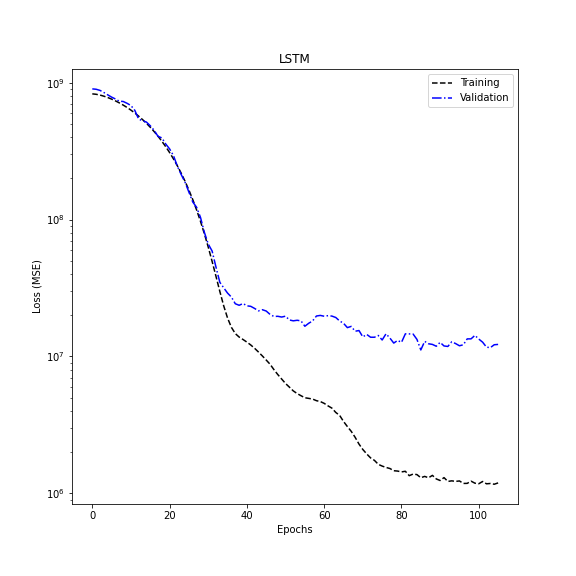 LSTM
Training
Validation
10⁹
10⁸
10⁷
10⁶
Loss (MSE)
0 20 40 60 80 100
Epochs